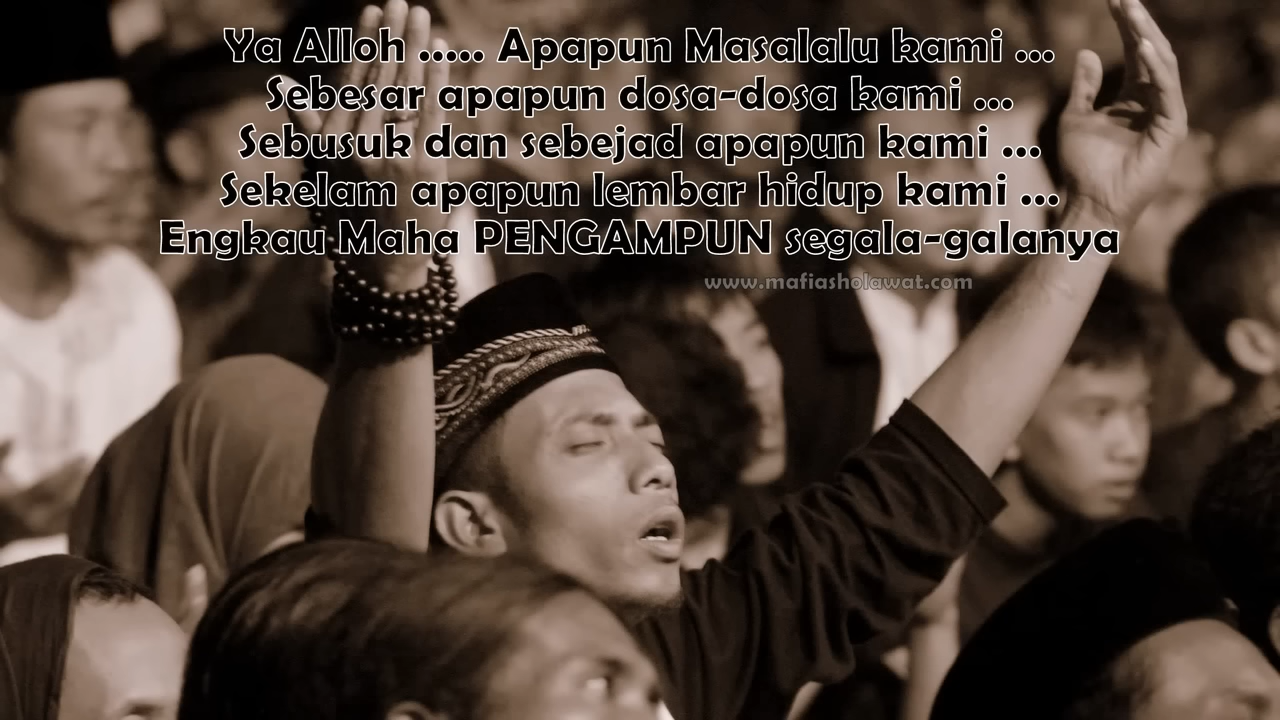 Ya Alloh ..... Apapun Masalalu kami ...
Sebesar apapun dosa-dosa kami ...
Sebusuk dan sebejad apapun kami ...
Sekelam apapun lembar hidup kami ...
Engkau Maha PENGAMPUN segala-galanya
www.mafiasholawat.com